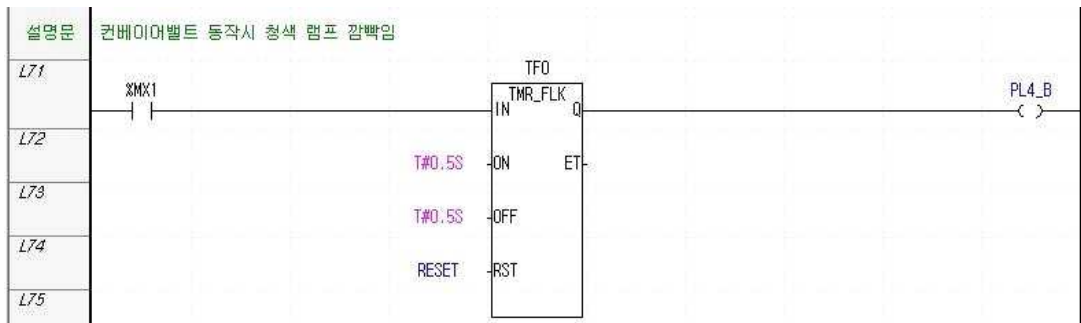 설명문 컨베이어밸트 동작시 청색 램프 깜빡임
L71 TF0
%MX1 TMR_FLK PL4_B
IN Q
L72
T#0.5S ON ET
L73
T#0.5S OFF
L74
RESET RST
L75